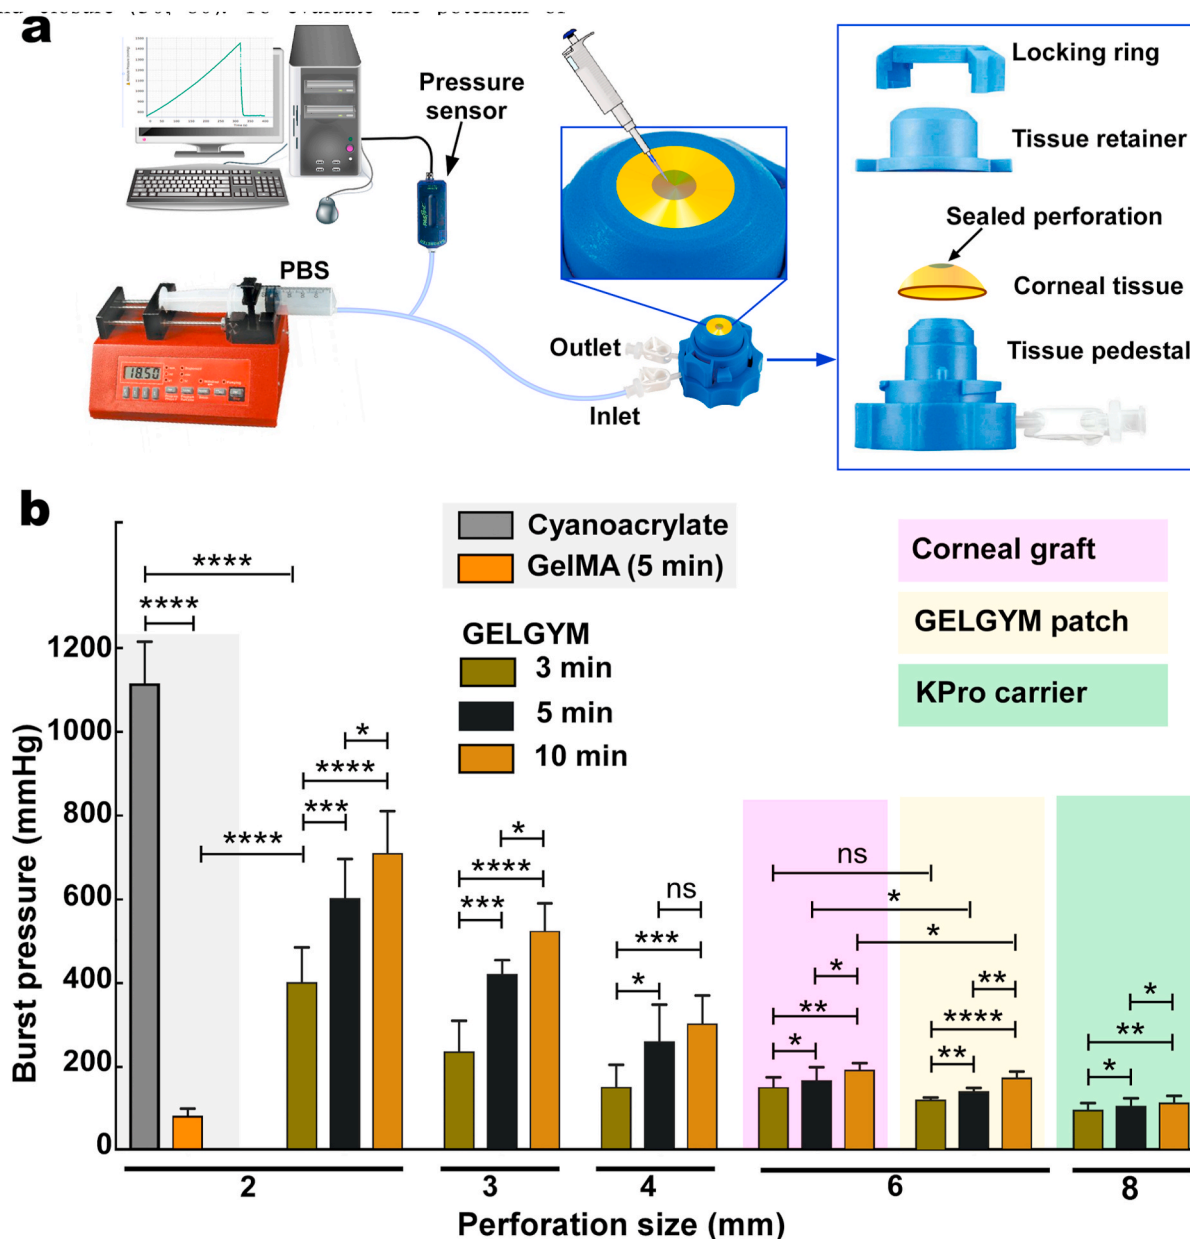 a
Pressure
sensor
PBS
18.50
Outlet
Inlet
Locking ring
Tissue retainer
Sealed perforation
Corneal tissue
Tissue pedestal
b
Cyanoacrylate
GelMA (5 min)
GELGYM
3 min
5 min
10 min
Corneal graft
GELGYM patch
KPro carrier
Burst pressure (mmHg)
1200
1000
800
600
400
200
0
****
****
****
***
****
*
***
****
*
*
***
ns
*
**
*
ns
*
*
**
****
**
*
**
*
2
3
4
6
8
Perforation size (mm)